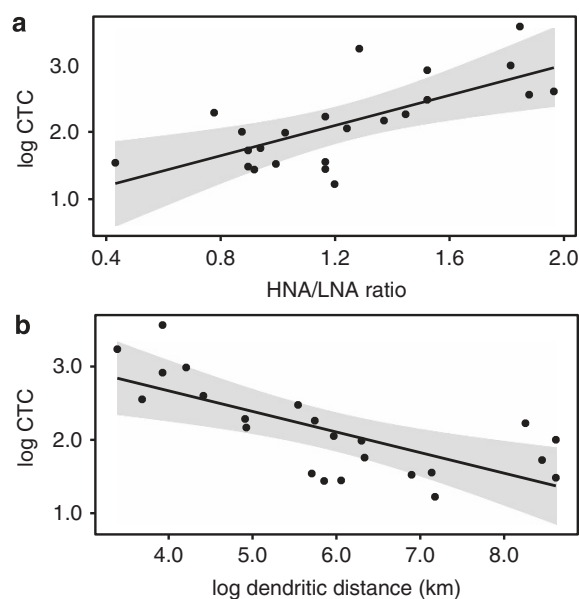 a
log CTC
3.0
2.0
1.0
0.4 0.8 1.2 1.6 2.0
HNA/LNA ratio
b
log CTC
3.0
2.0
1.0
4.0 5.0 6.0 7.0 8.0
log dendritic distance (km)